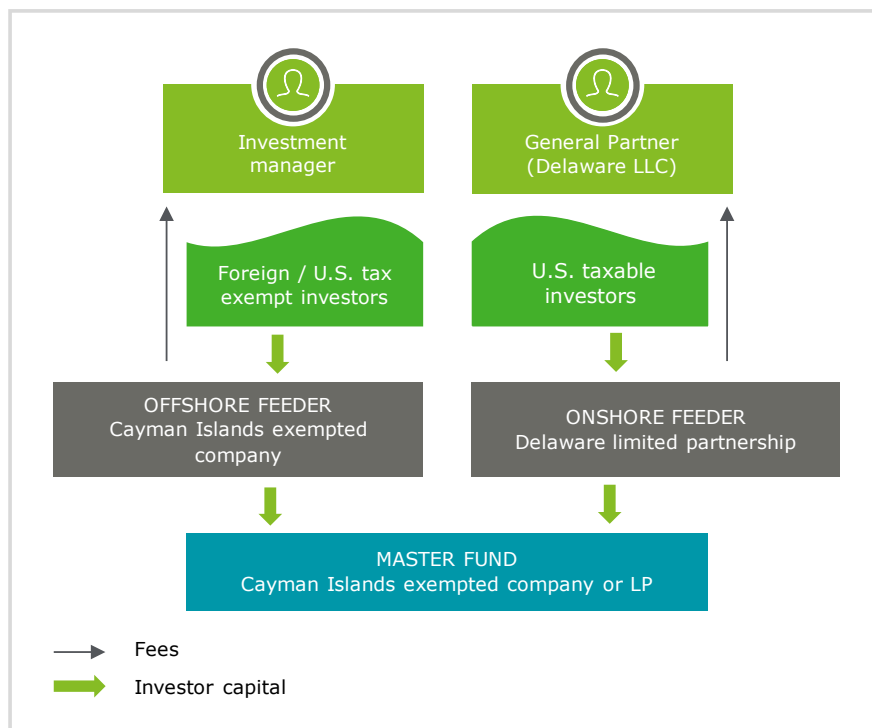 Investment
manager
General Partner
(Delaware LLC)
Foreign / U.S. tax
exempt investors
U.S. taxable
investors
OFFSHORE FEEDER
Cayman Islands exempted
company
ONSHORE FEEDER
Delaware limited partnership
MASTER FUND
Cayman Islands exempted company or LP
Fees
Investor capital